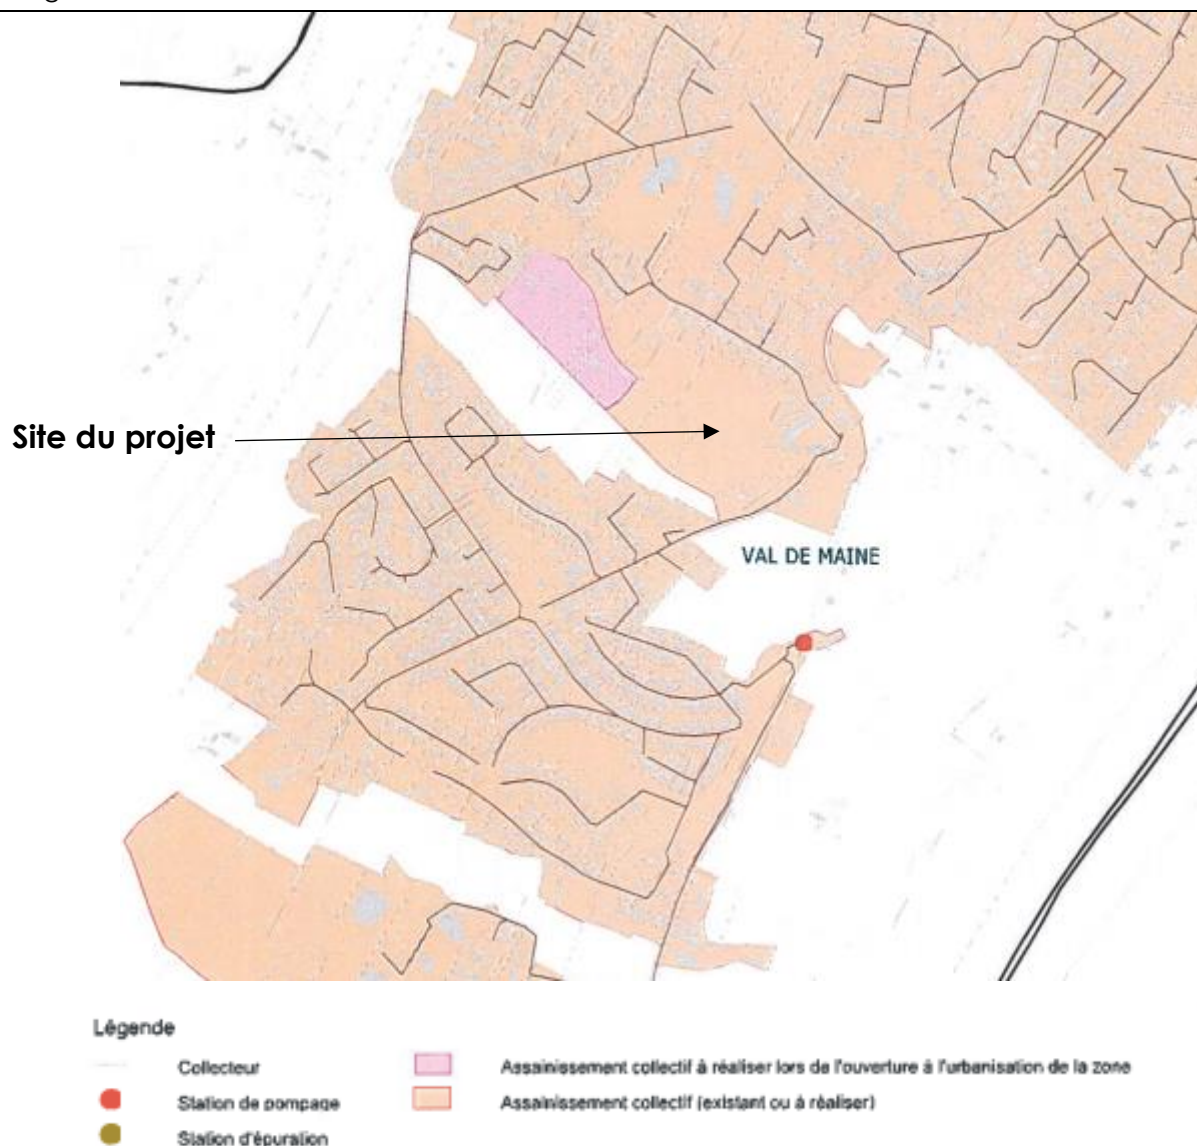 Site du projet
VAL DE MAINE
Légende
Collecteur
Assainissement collectif à réaliser lors de l'ouverture à l'urbanisation de la zone
Station de pompage
Assainissement collectif (existant ou à réaliser)
Station d'épuration